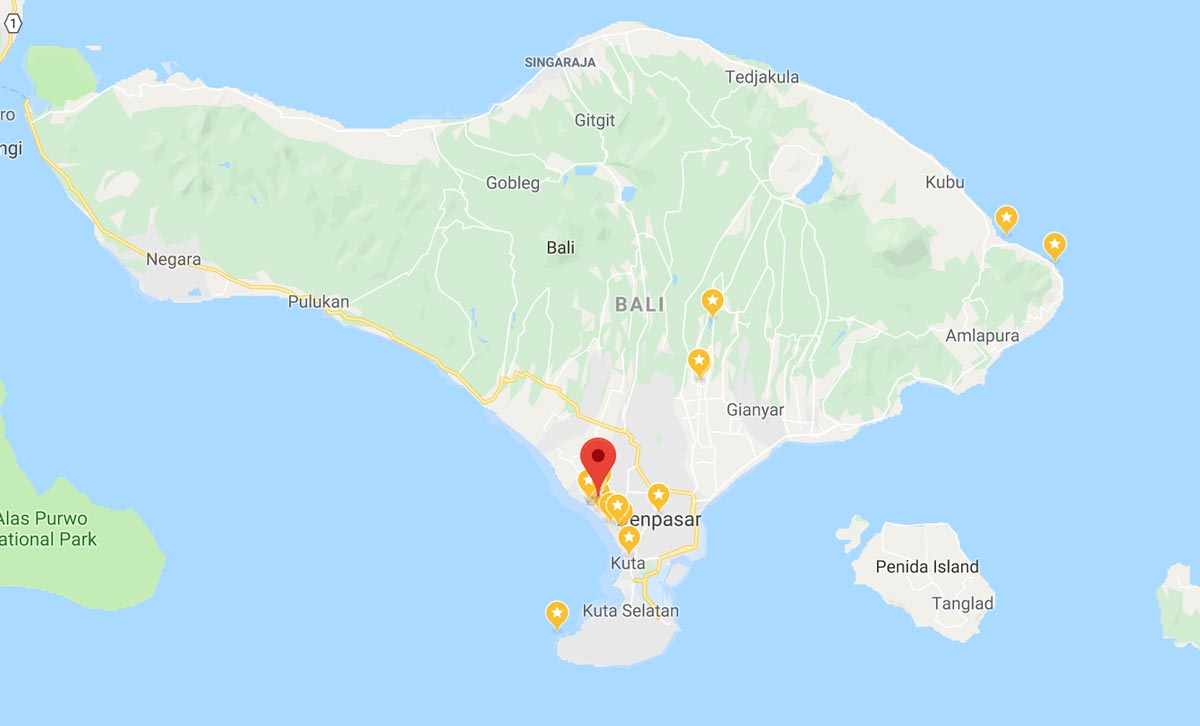 1
SINGARAJA
Tedjakula
ro
Gitgit
ngi
Gobleg
Kubu
Bali
Negara
Pulukan
BALI
Amlapura
Gianyar
Alas Purwo
ational Park
enpasar
Kuta
Penida Island
Kuta Selatan
Tanglad